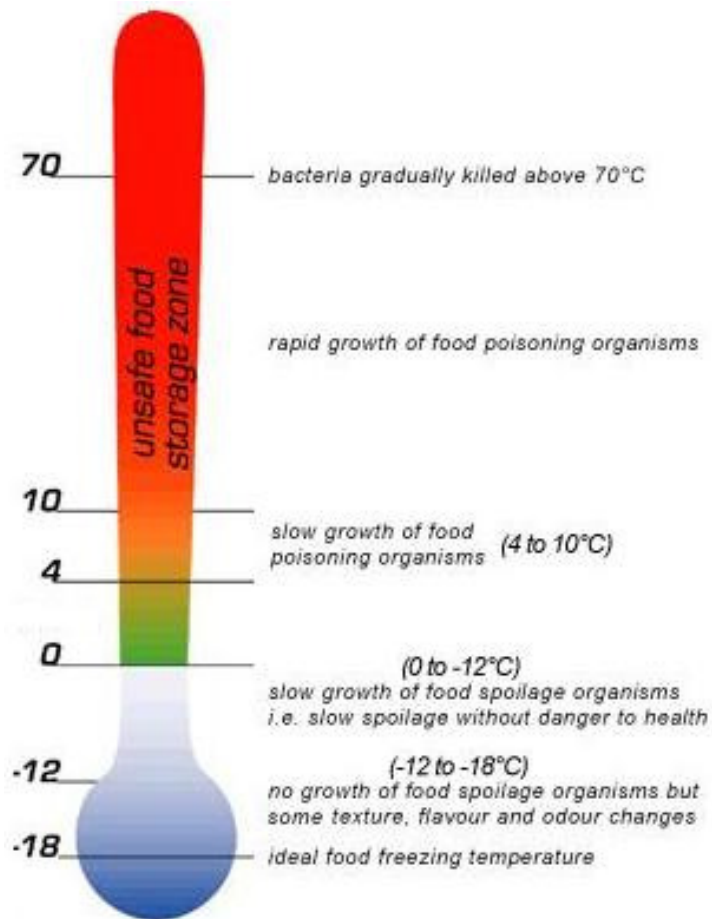 70
bacteria gradually killed above 70°C
unsafe food
storage zone
rapid growth of food poisoning organisms
10
slow growth of food
poisoning organisms (4 to 10°C)
4
0
(0 to -12°C)
slow growth of food spoilage organisms
i.e. slow spoilage without danger to health
-12
(-12 to -18°C)
no growth of food spoilage organisms but
some texture, flavour and odour changes
-18
ideal food freezing temperature